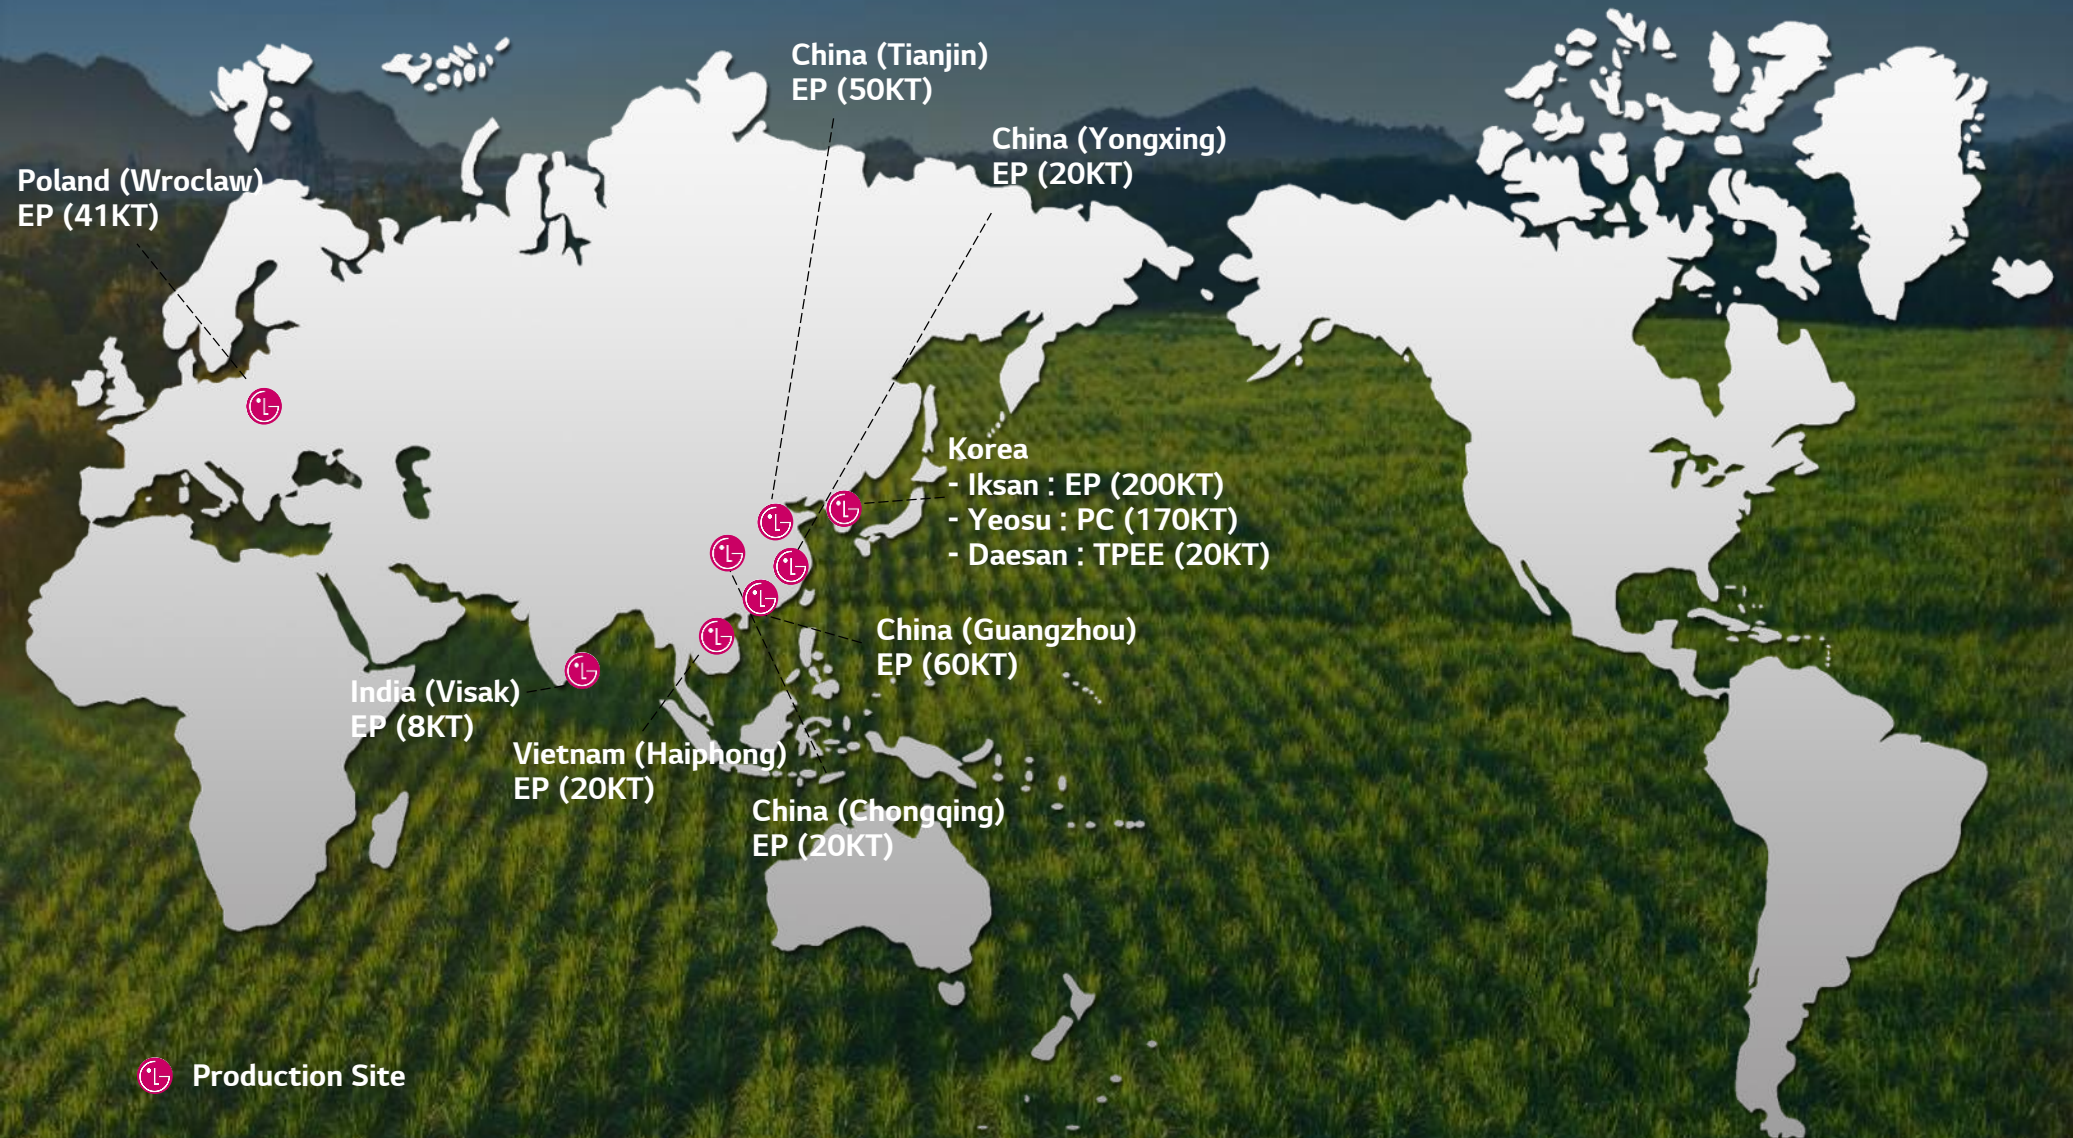 China (Tianjin)
EP (50KT)
China (Yongxing)
EP (20KT)
Poland (Wroclaw)
EP (41KT)
Korea
- Iksan : EP (200KT)
- Yeosu : PC (170KT)
- Daesan : TPEE (20KT)
China (Guangzhou)
EP (60KT)
India (Visak)
EP (8KT)
Vietnam (Haiphong)
EP (20KT)
China (Chongqing)
EP (20KT)
Production Site